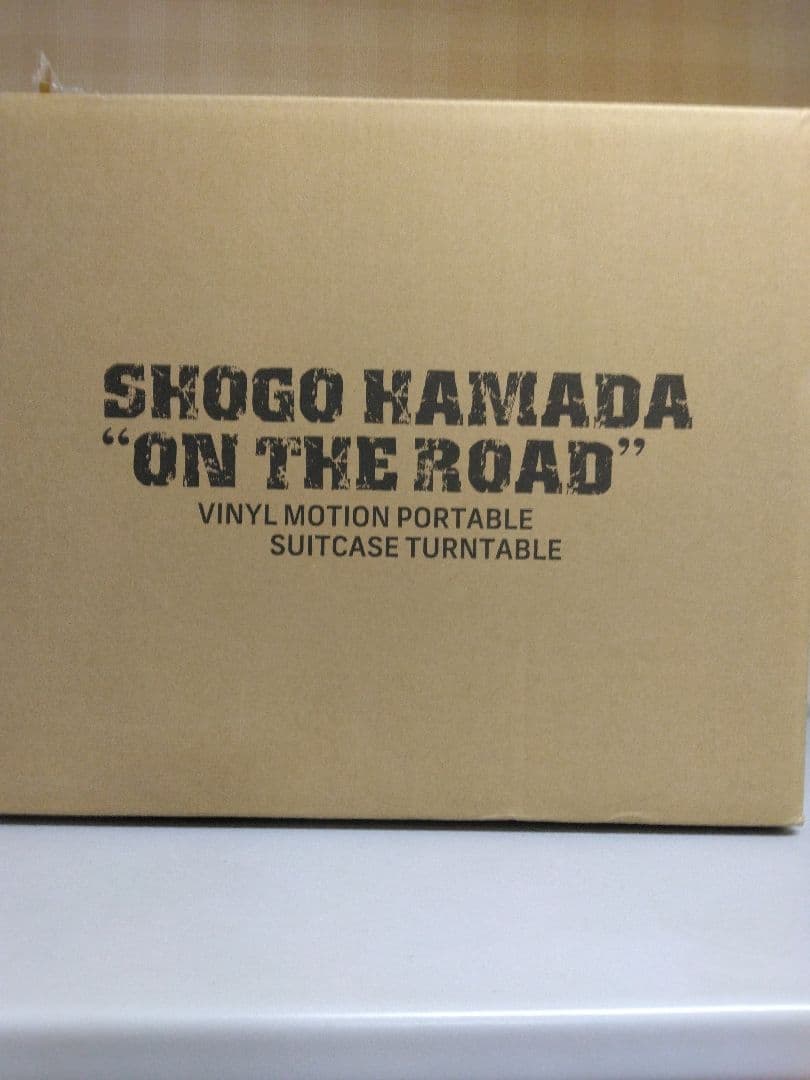 SHOGO HAMADA
“ON THE ROAD”
VINYL MOTION PORTABLE
SUITCASE TURNTABLE